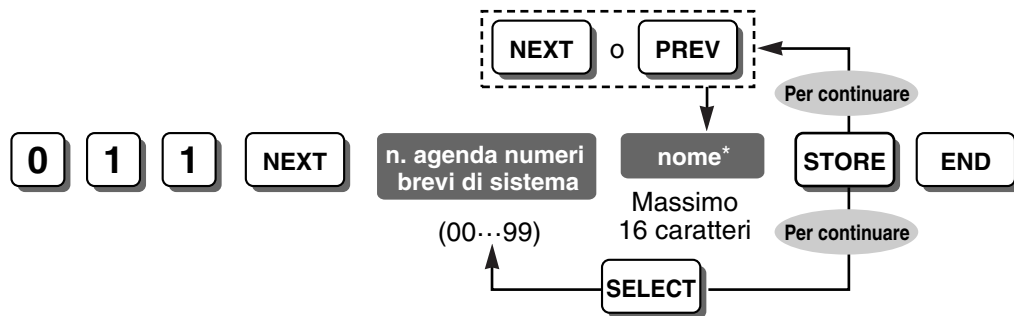 NEXT o PREV
Per continuare
0 1 1 NEXT
n. agenda numeri
brevi di sistema
nome*
STORE END
(00···99)
Massimo
16 caratteri
Per continuare
SELECT